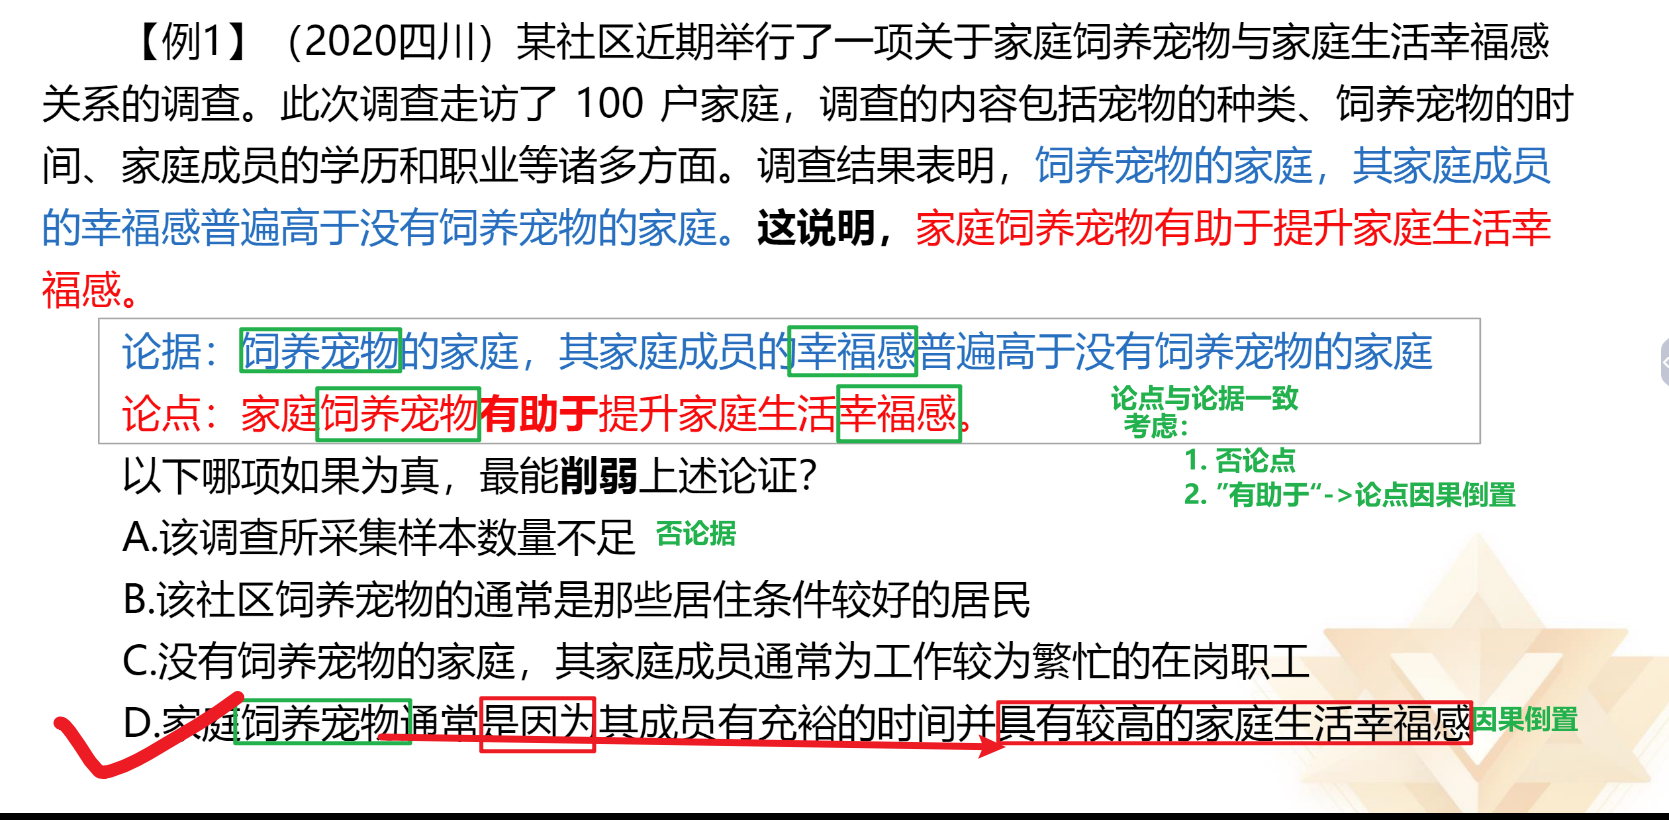 【例1】（2020四川）某社区近期举行了一项关于家庭饲养宠物与家庭生活幸福感
关系的调查。此次调查走访了 100 户家庭，调查的内容包括宠物的种类、饲养宠物的时
间、家庭成员的学历和职业等诸多方面。调查结果表明，饲养宠物的家庭，其家庭成员
的幸福感普遍高于没有饲养宠物的家庭。这说明，家庭饲养宠物有助于提升家庭生活幸
福感。
论据：饲养宠物的家庭，其家庭成员的幸福感普遍高于没有饲养宠物的家庭
论点：家庭饲养宠物有助于提升家庭生活幸福感。
论点与论据一致
考虑：
1. 否论点
2. ”有助于“->论点因果倒置
以下哪项如果为真，最能削弱上述论证？
A.该调查所采集样本数量不足 否论据
B.该社区饲养宠物的通常是那些居住条件较好的居民
C.没有饲养宠物的家庭，其家庭成员通常为工作较为繁忙的在岗职工
D.家庭饲养宠物通常是因为其成员有充裕的时间并具有较高的家庭生活幸福感 因果倒置